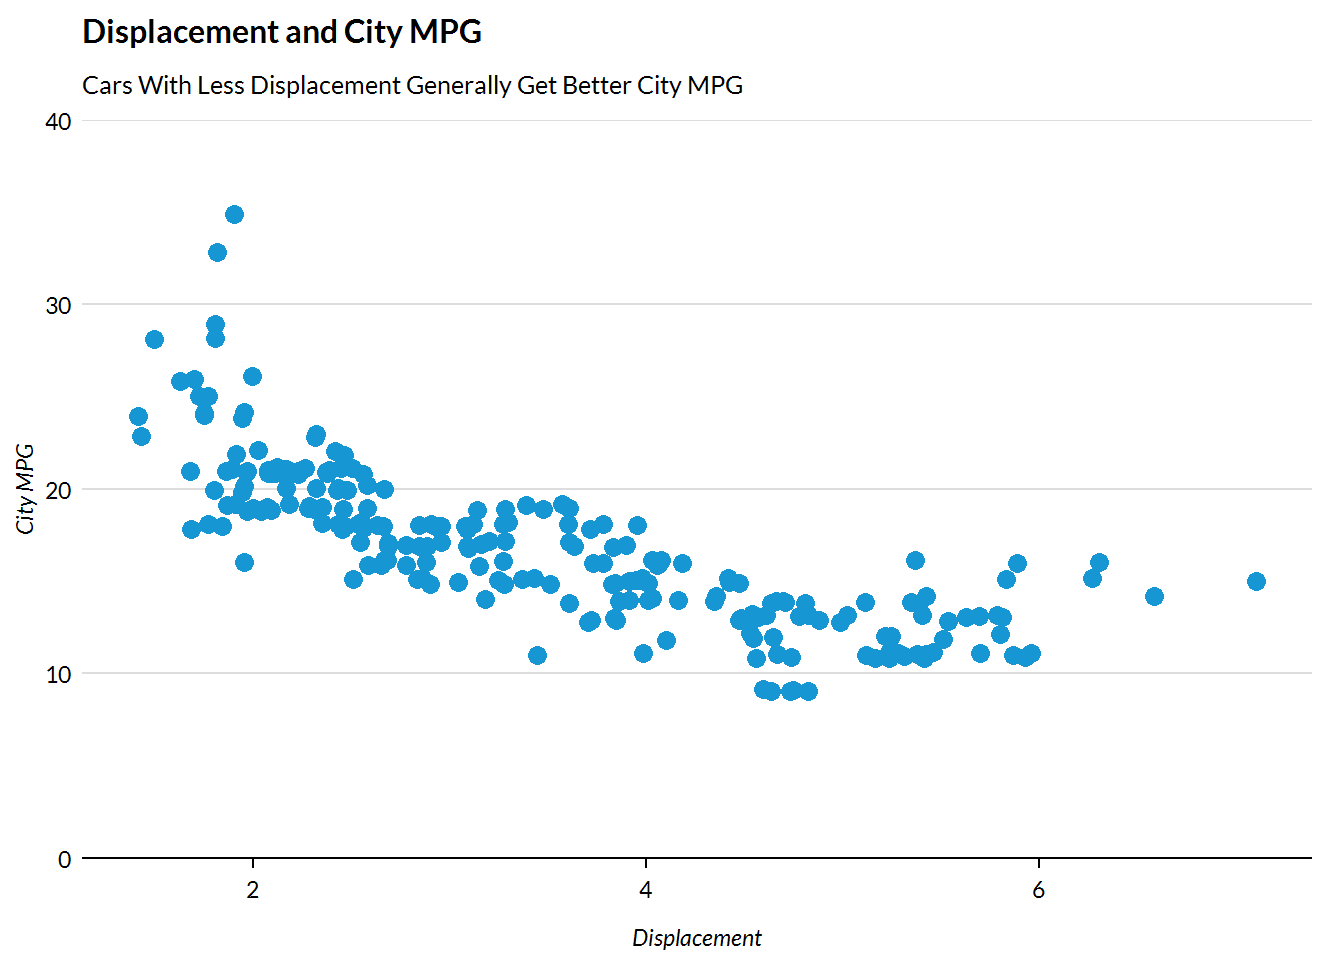 Displacement and City MPG
Cars With Less Displacement Generally Get Better City MPG
40
30
20
10
0
City MPG
2 4 6
Displacement